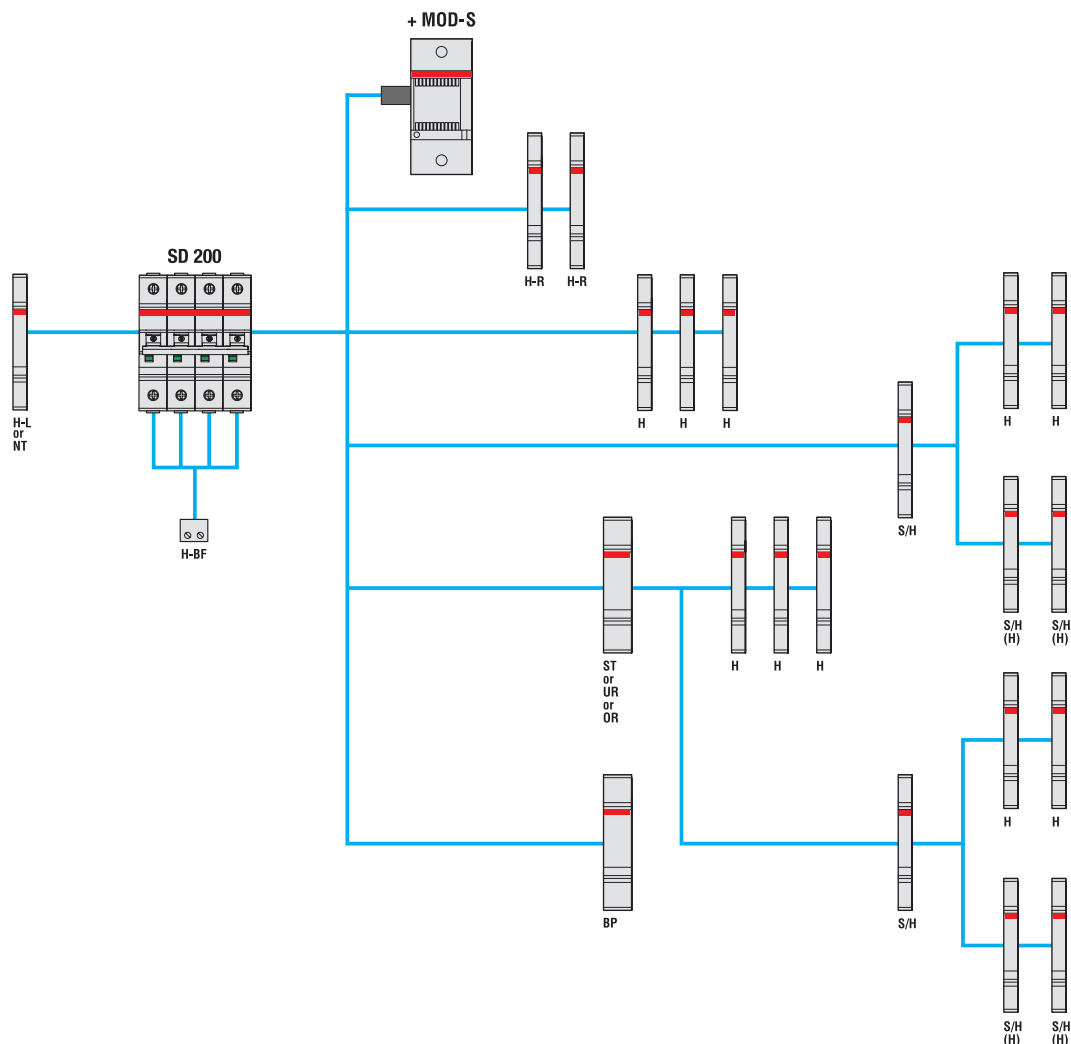 + MOD-S
H-R H-R
SD 200
H-L
or
NT
H-BF
H H H
H H
S/H
S/H
(H)
S/H
(H)
ST
or
UR
or
OR
H H H
H H
BP
S/H
S/H
(H)
S/H
(H)